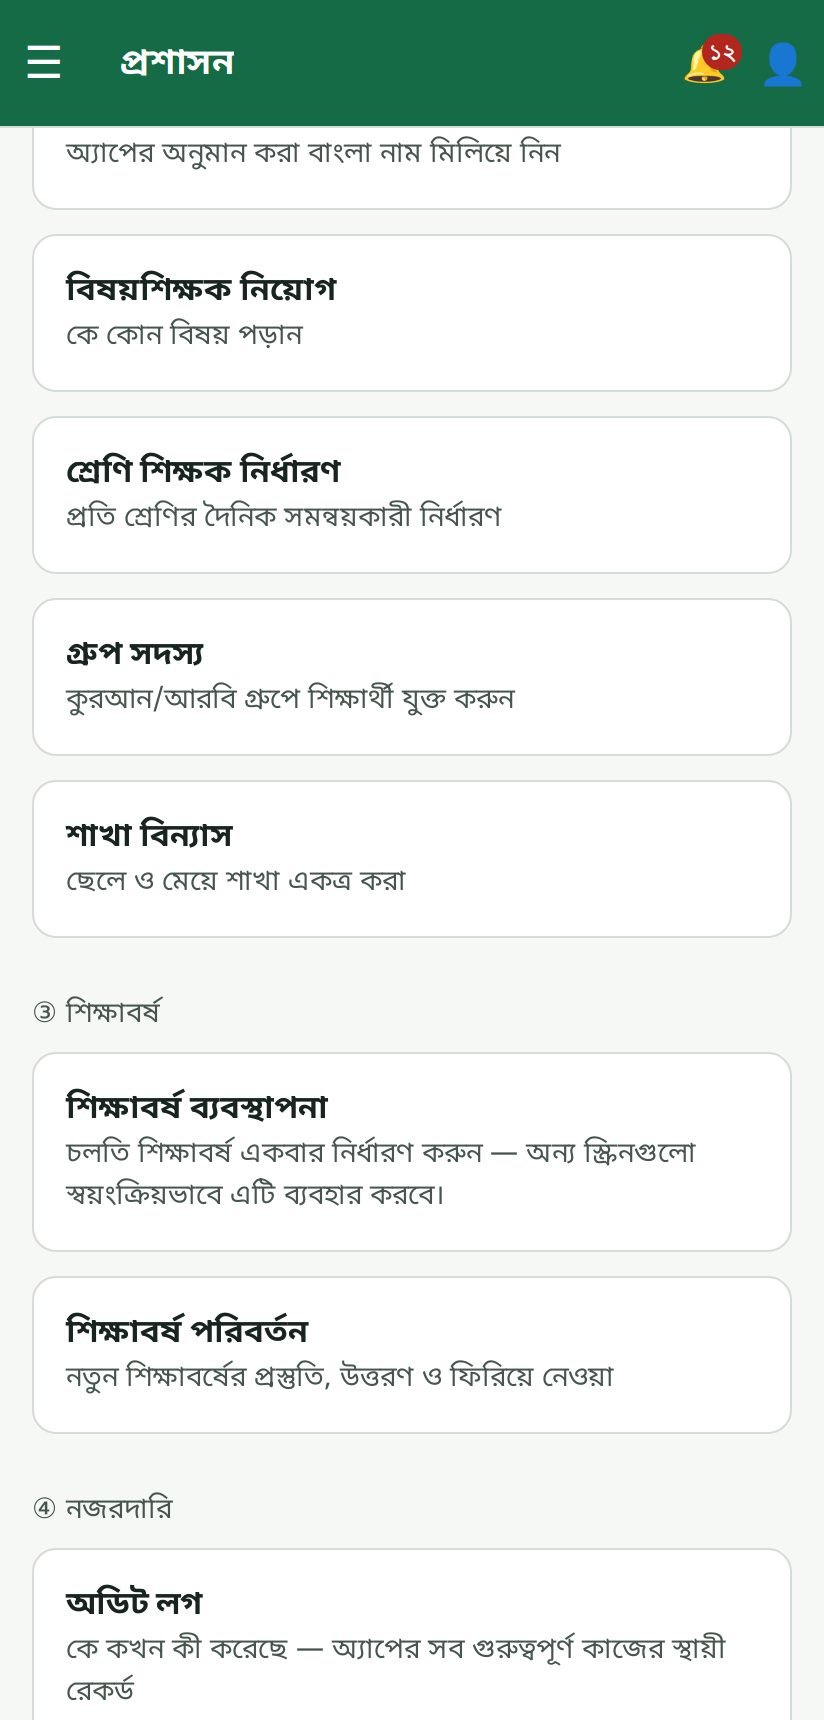 প্রশাসন
১২
অ্যাপের অনুমান করা বাংলা নাম মিলিয়ে নিন
বিষয়শিক্ষক নিয়োগ
কে কোন বিষয় পড়ান
শ্রেণি শিক্ষক নির্ধারণ
প্রতি শ্রেণির দৈনিক সমন্বয়কারী নির্ধারণ
গ্রুপ সদস্য
কুরআন/আরবি গ্রুপে শিক্ষার্থী যুক্ত করুন
শাখা বিন্যাস
ছেলে ও মেয়ে শাখা একত্র করা
③ শিক্ষাবর্ষ
শিক্ষাবর্ষ ব্যবস্থাপনা
চলতি শিক্ষাবর্ষ একবার নির্ধারণ করুন — অন্য স্ক্রিনগুলো
স্বয়ংক্রিয়ভাবে এটি ব্যবহার করবে।
শিক্ষাবর্ষ পরিবর্তন
নতুন শিক্ষাবর্ষের প্রস্তুতি, উত্তরণ ও ফিরিয়ে নেওয়া
④ নজরদারি
অডিট লগ
কে কখন কী করেছে — অ্যাপের সব গুরুত্বপূর্ণ কাজের স্থায়ী
রেকর্ড